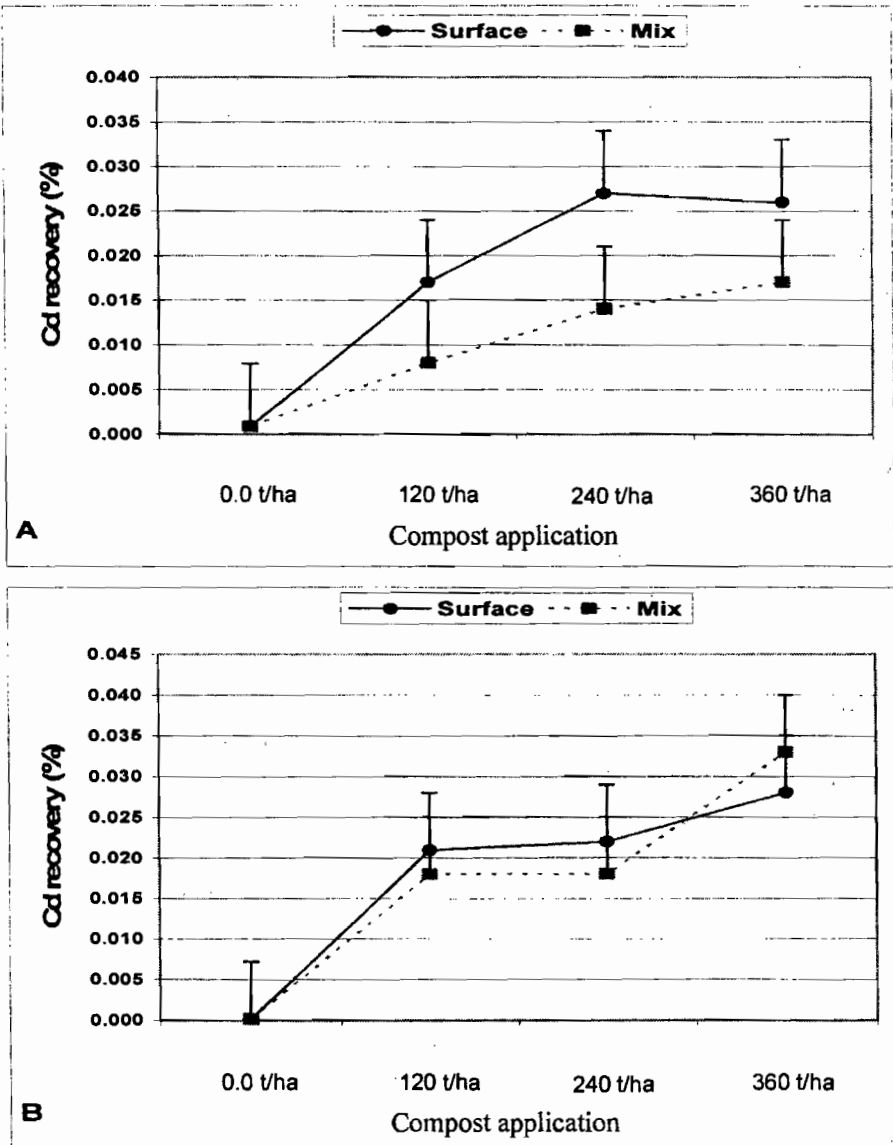 Surface Mix
0.040
0.035
0.030
0.025
0.020
0.015
0.010
0.005
0.000
Cd recovery (%)
0.0 t/ha 120 t/ha 240 t/ha 360 t/ha
Compost application
A
Surface Mix
0.045
0.040
0.035
0.030
0.025
0.020
0.015
0.010
0.005
0.000
Cd recovery (%)
0.0 t/ha 120 t/ha 240 t/ha 360 t/ha
Compost application
B